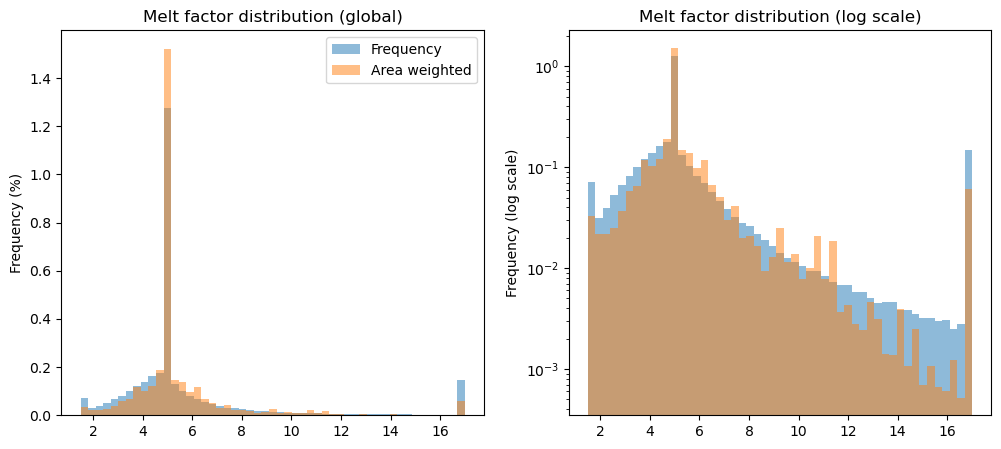 Melt factor distribution (global)
Frequency (%)
1.4
1.2
1.0
0.8
0.6
0.4
0.2
0.0
2 4 6 8 10 12 14 16
Frequency
Area weighted
Melt factor distribution (log scale)
Frequency (log scale)
10⁰
10⁻¹
10⁻²
10⁻³
2 4 6 8 10 12 14 16